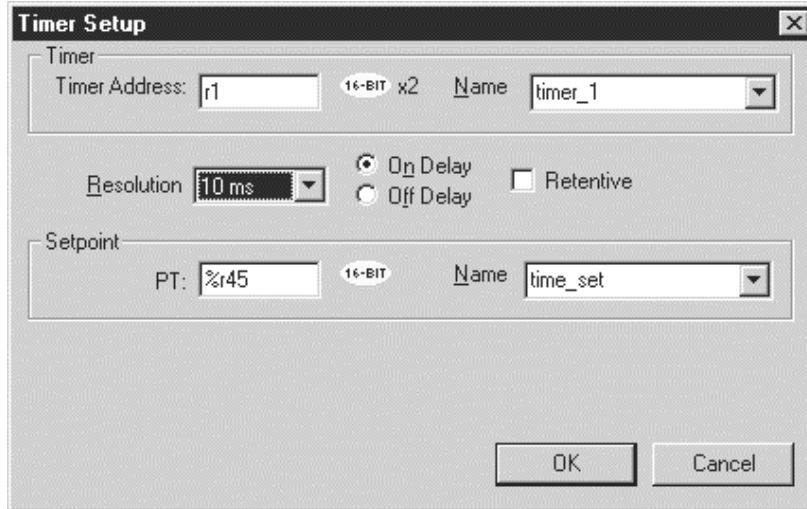 Timer Setup
Timer
Timer Address: r1 16-BIT x2 Name timer_1
Resolution 10 ms On Delay Retentive
Off Delay
Setpoint
PT: %r45 16-BIT Name time_set
OK Cancel